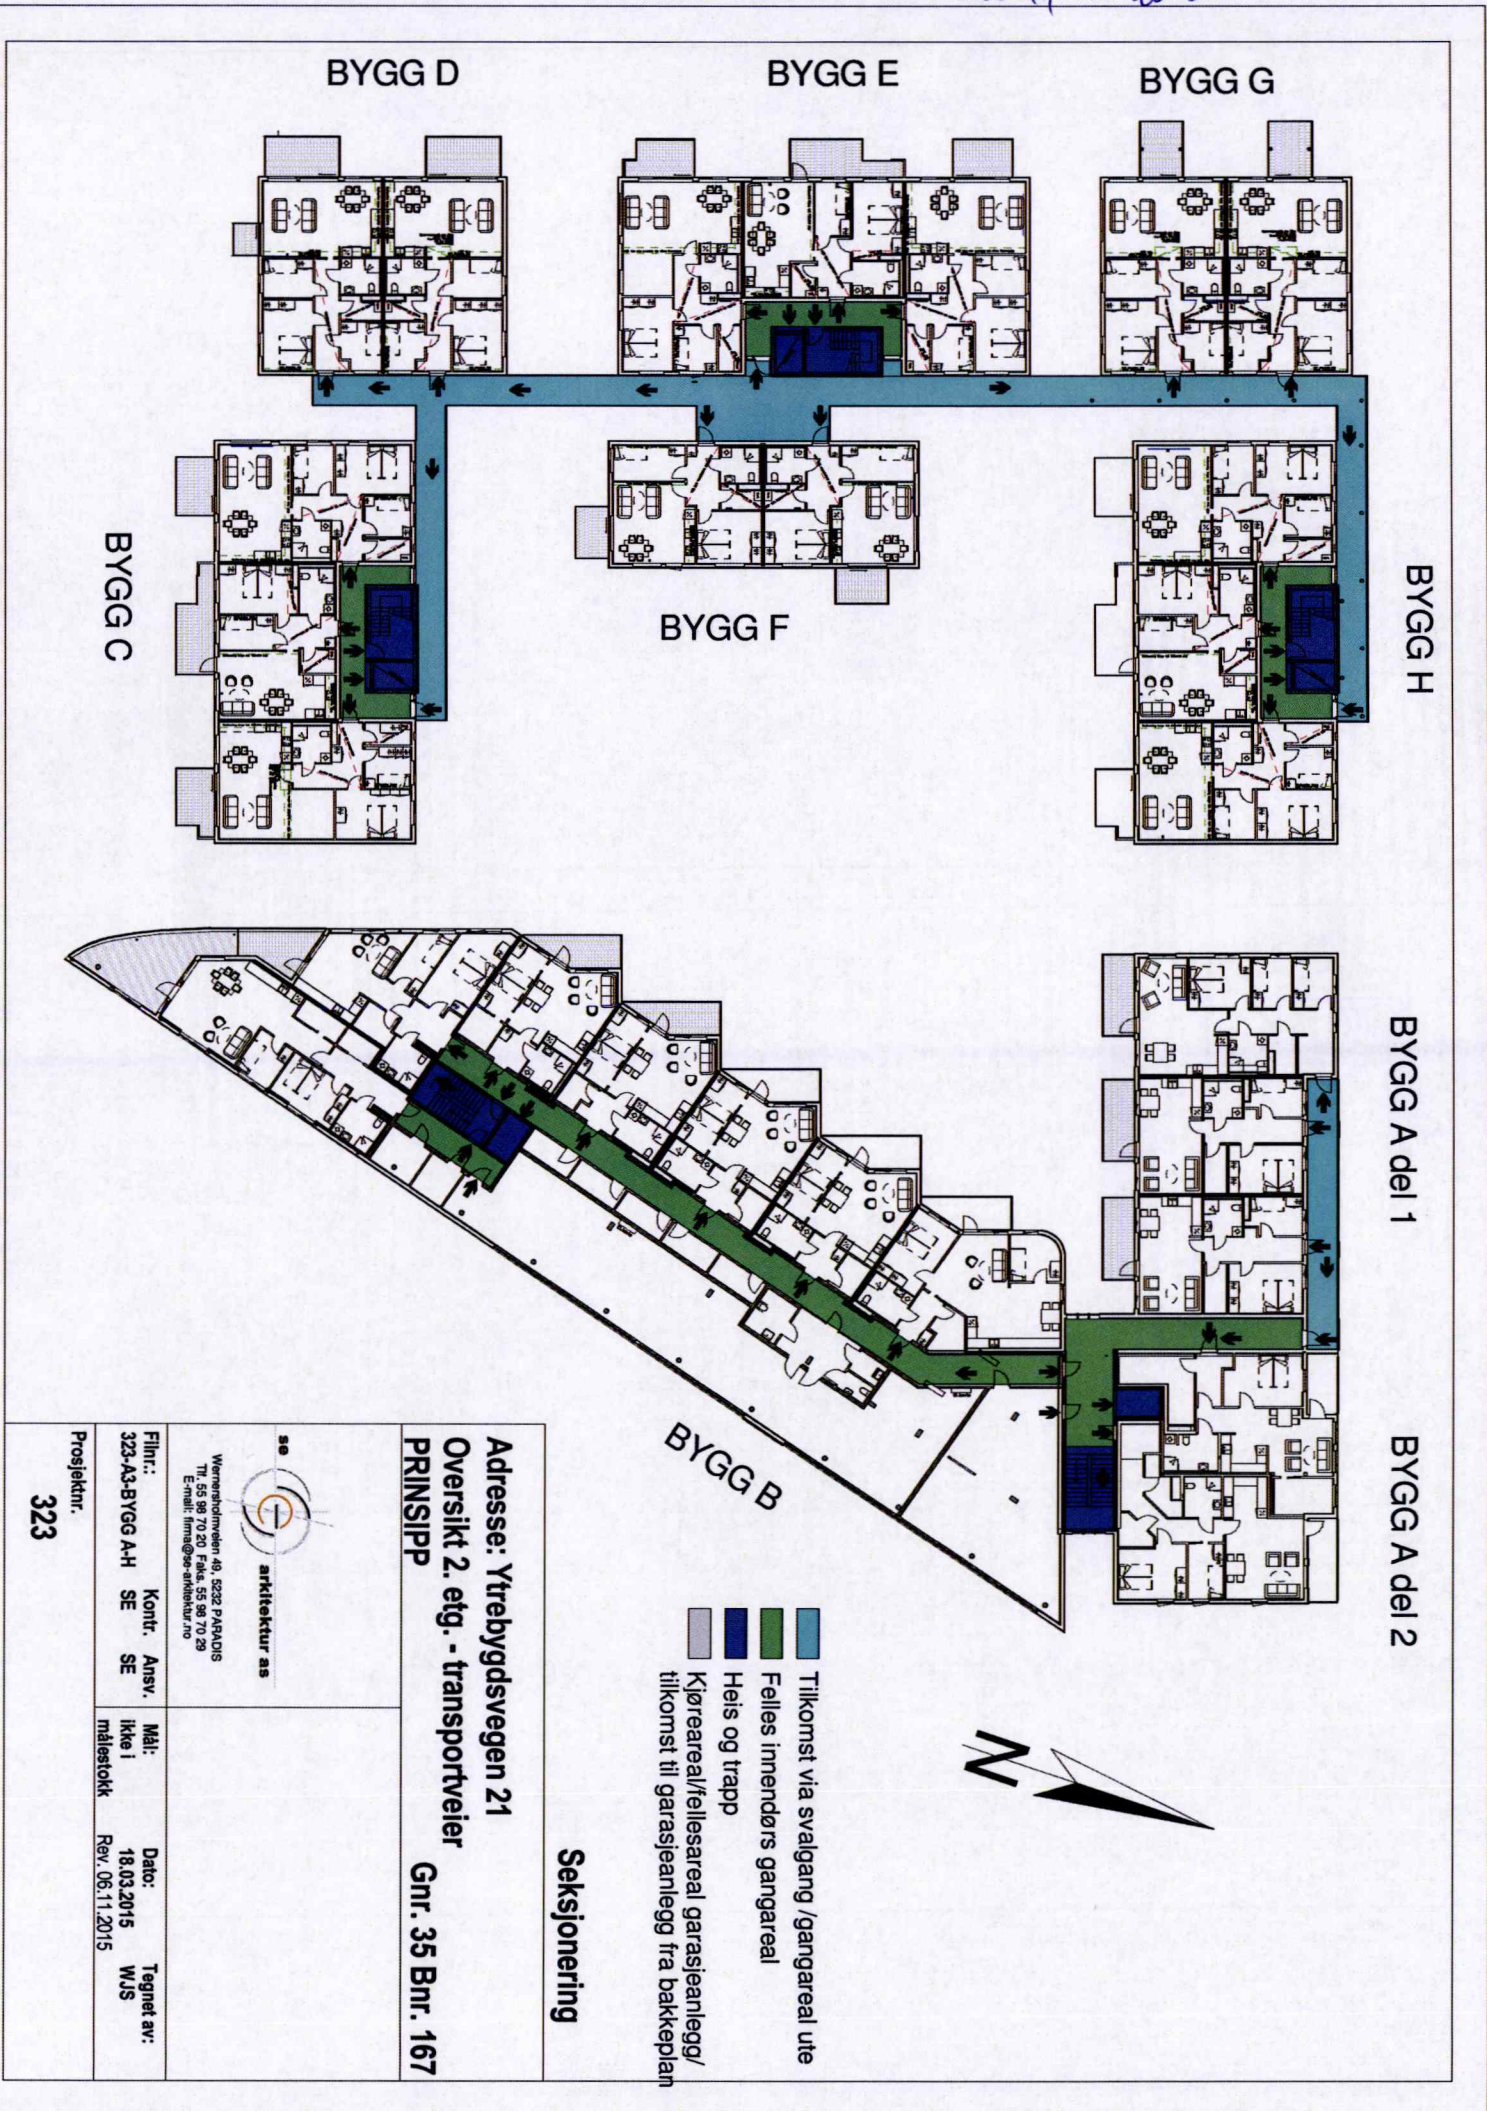 BYGG D
BYGG E
BYGG G
BYGG C
BYGG F
BYGG H
BYGG A del 1
BYGG A del 2
BYGG B
Tilkomst via svalgang /gangareal ute
Felles innendørs gangareal
Heis og trapp
Kjøreareal/fellesareal garasjeanlegg/
tilkomst til garasjeanlegg fra bakkeplan
N
Seksjonering
Adresse: Ytrebygdsvegen 21
Oversikt 2. etg. - transportveier
PRINSIPP
Gnr. 35 Bnr. 167
se
arkitektur as
Wernersholmveien 49, 5232 PARADIS
Tlf. 55 98 70 20 Faks. 55 98 70 29
E-mail: firma@se-arkitektur.no
Filnr.: Kontr. Ansv. Mål: Dato: Tegnet av:
323-A3-BYGG A-H SE SE ikke i 18.03.2015 WJS
målestokk Rev. 06.11.2015
Prosjektnr.
323